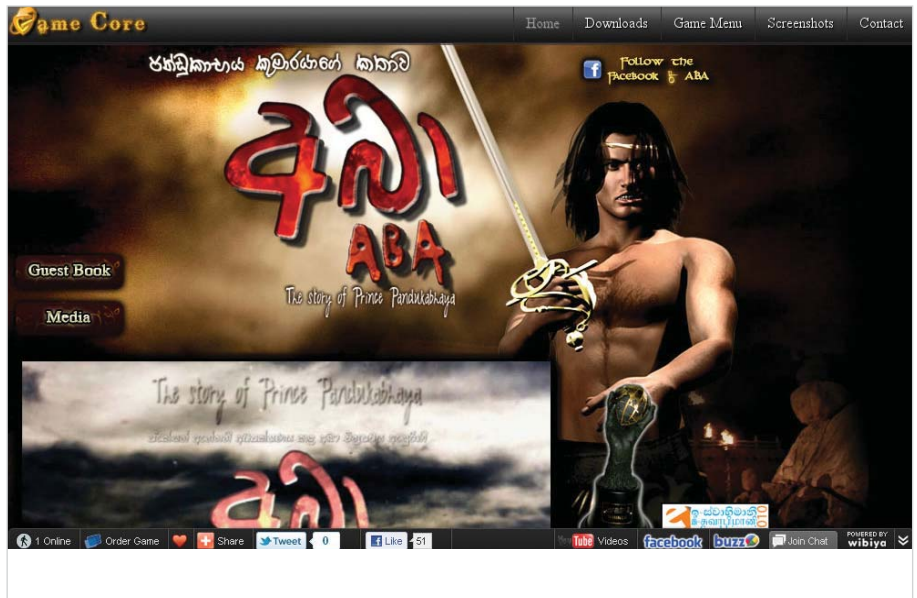 Game Core
Home Downloads Game Menu Screenshots Contact
පන්ඩුකාභය කුමාරයාගේ කතාව
Follow the
Facebook ABA
අබා
ABA
The story of Prince Pandukabhaya
Guest Book
Media
The story of Prince Pandukabhaya
අබා
ඉ-ස්වාභිමානි
1 Online Order Game Share Tweet 0 Like 51 YouTube Videos facebook buzz Join Chat POWERED BY wibiya